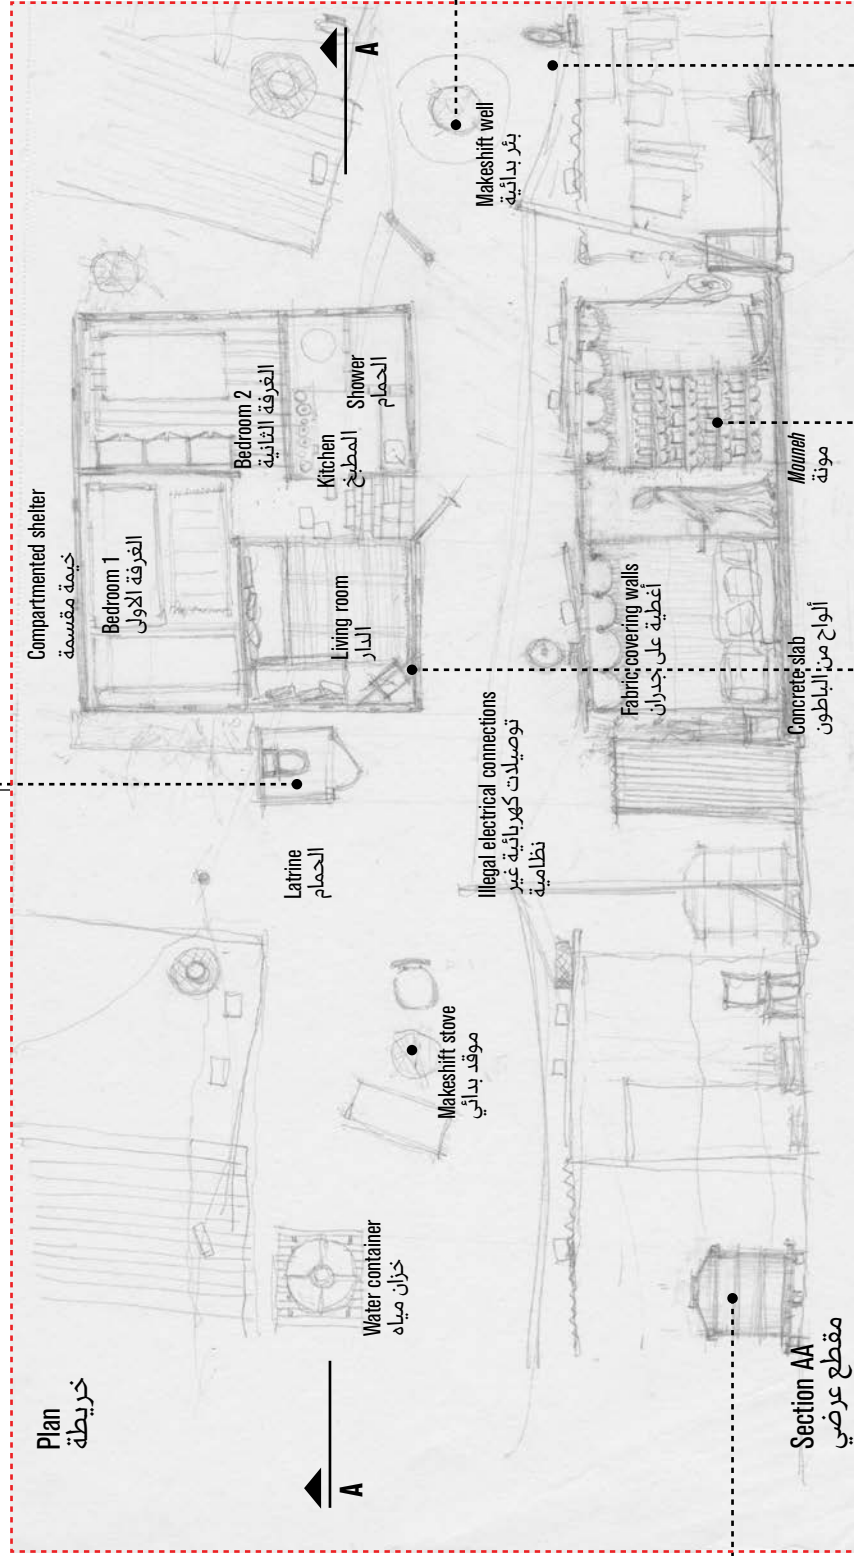 Plan
خريطة
Compartmented shelter
خيمة مقسمة
Bedroom 1
الغرفة الاولى
Bedroom 2
الغرفة الثانية
Living room
الدار
Kitchen
المطبخ
Shower
الحمام
Latrine
الحمام
Water container
خزان مياه
Makeshift stove
موقد بدائي
Makeshift well
بئر بدائية
A
A
Section AA
مقطع عرضي
Illegal electrical connections
توصيلات كهربائية غير
نظامية
Fabric covering walls
أغطية على جدران
Mouneh
مونة
Concrete slab
ألواح من الباطون